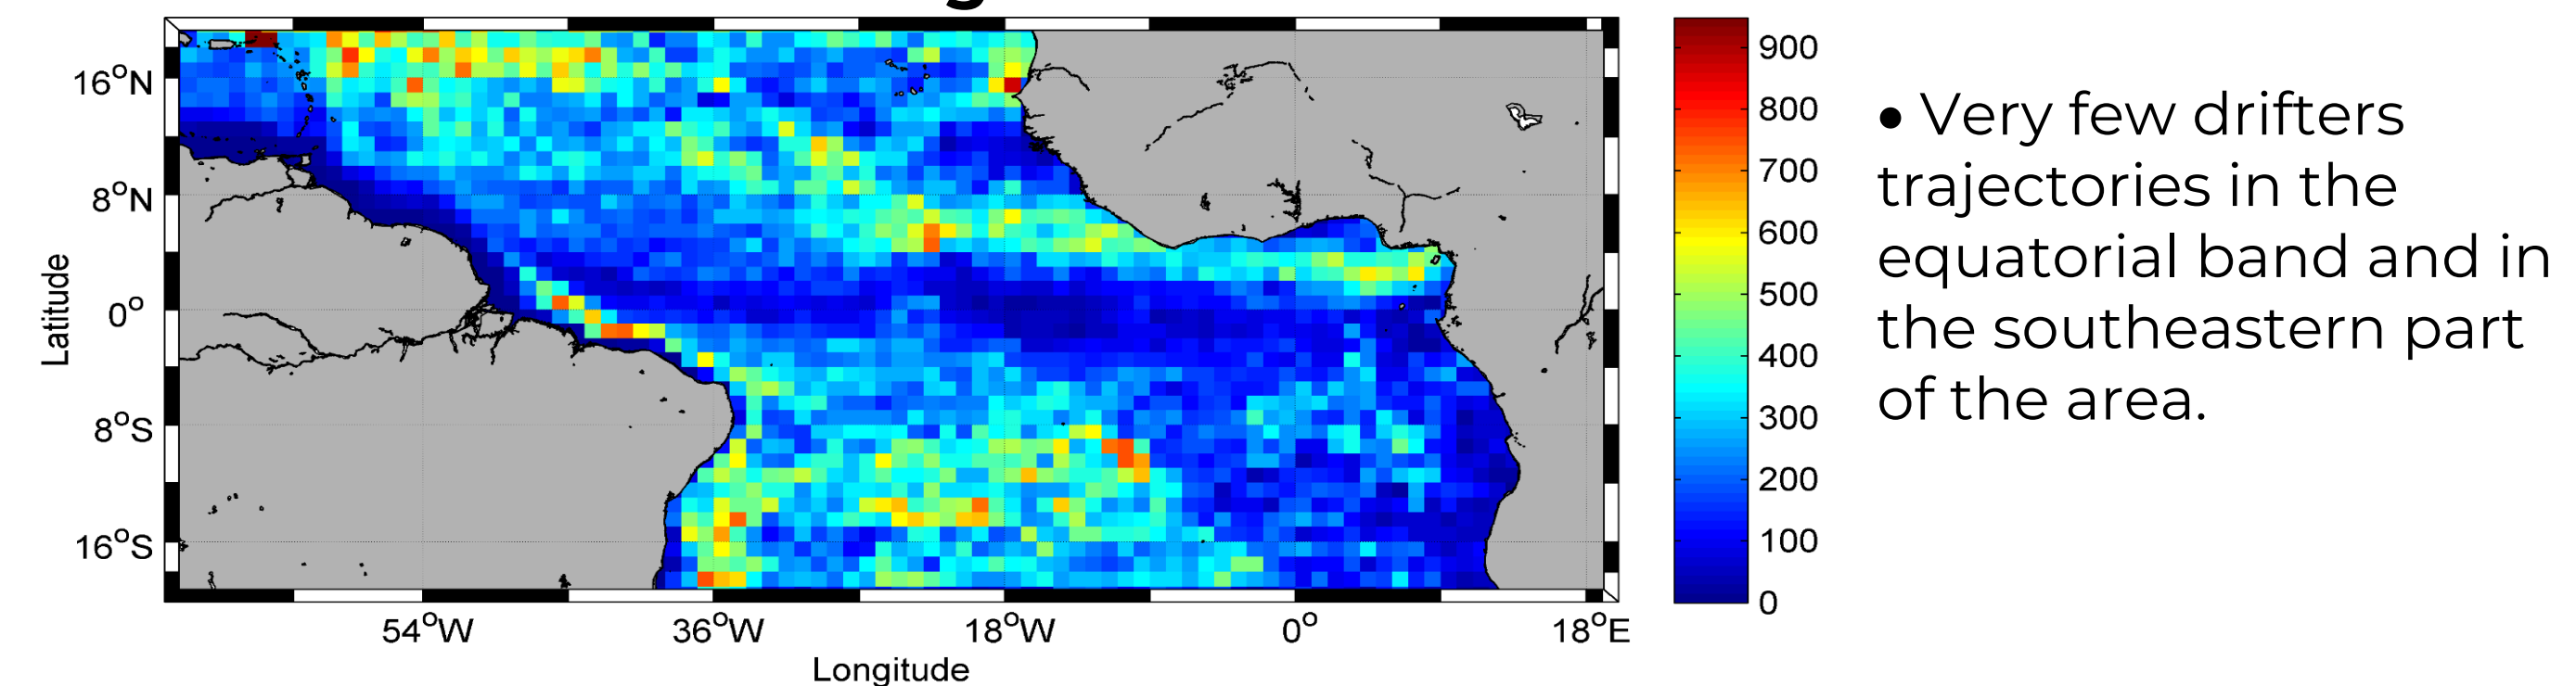 g
16°N
8°N
0°
8°S
16°S
Latitude
54°W
36°W
18°W
0°
18°E
Longitude
900
800
700
600
500
400
300
200
100
0
• Very few drifters
trajectories in the
equatorial band and in
the southeastern part
of the area.